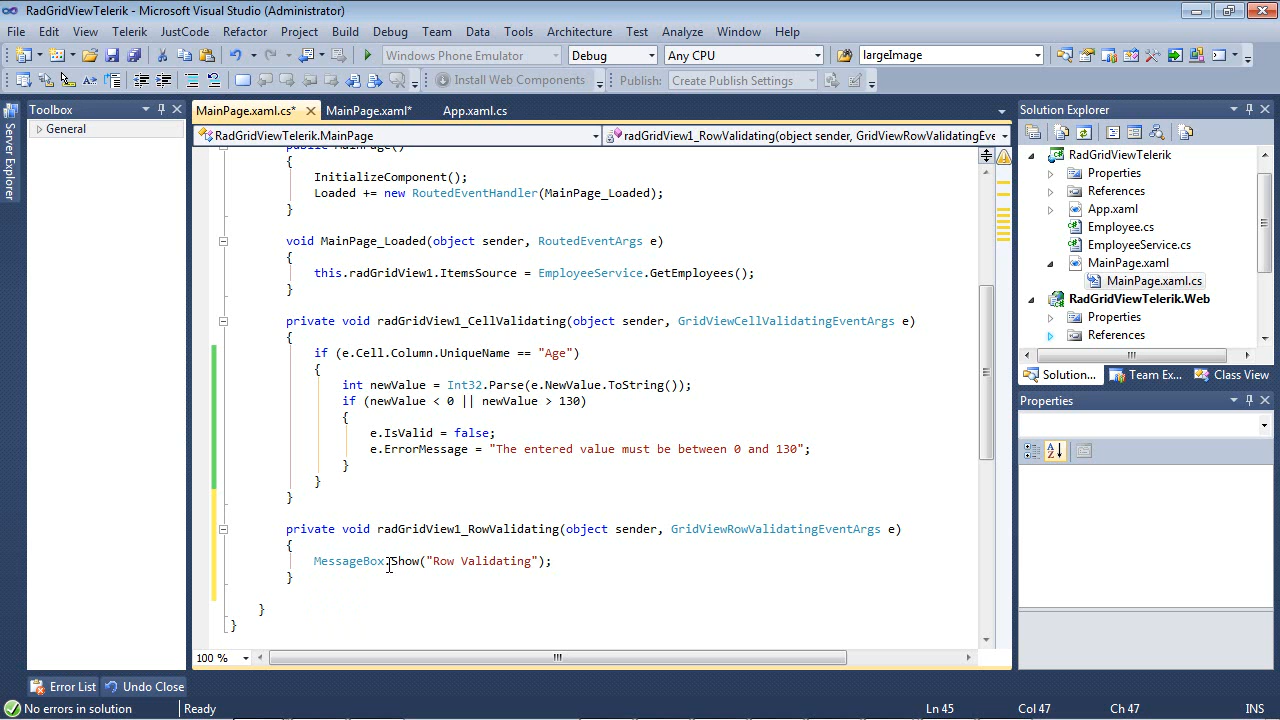 RadGridViewTelerik - Microsoft Visual Studio (Administrator)
File Edit View Telerik JustCode Refactor Project Build Debug Team Data Tools Architecture Test Analyze Window Help
Windows Phone Emulator Debug Any CPU largeImage
Install Web Components Publish: Create Publish Settings
Server Explorer
Toolbox
General
MainPage.xaml.cs* MainPage.xaml* App.xaml.cs
RadGridViewTelerik.MainPage radGridView1_RowValidating(object sender, GridViewRowValidatingEve
public MainPage()
{
InitializeComponent();
Loaded += new RoutedEventHandler(MainPage_Loaded);
}
void MainPage_Loaded(object sender, RoutedEventArgs e)
{
this.radGridView1.ItemsSource = EmployeeService.GetEmployees();
}
private void radGridView1_CellValidating(object sender, GridViewCellValidatingEventArgs e)
{
if (e.Cell.Column.UniqueName == "Age")
{
int newValue = Int32.Parse(e.NewValue.ToString());
if (newValue < 0 || newValue > 130)
{
e.IsValid = false;
e.ErrorMessage = "The entered value must be between 0 and 130";
}
}
}
private void radGridView1_RowValidating(object sender, GridViewRowValidatingEventArgs e)
{
MessageBox.Show("Row Validating");
}
}
}
100 %
Solution Explorer
RadGridViewTelerik
Properties
References
App.xaml
Employee.cs
EmployeeService.cs
MainPage.xaml
MainPage.xaml.cs
RadGridViewTelerik.Web
Properties
References
Solution... Team Ex... Class View
Properties
Error List Undo Close
No errors in solution Ready Ln 45 Col 47 Ch 47 INS